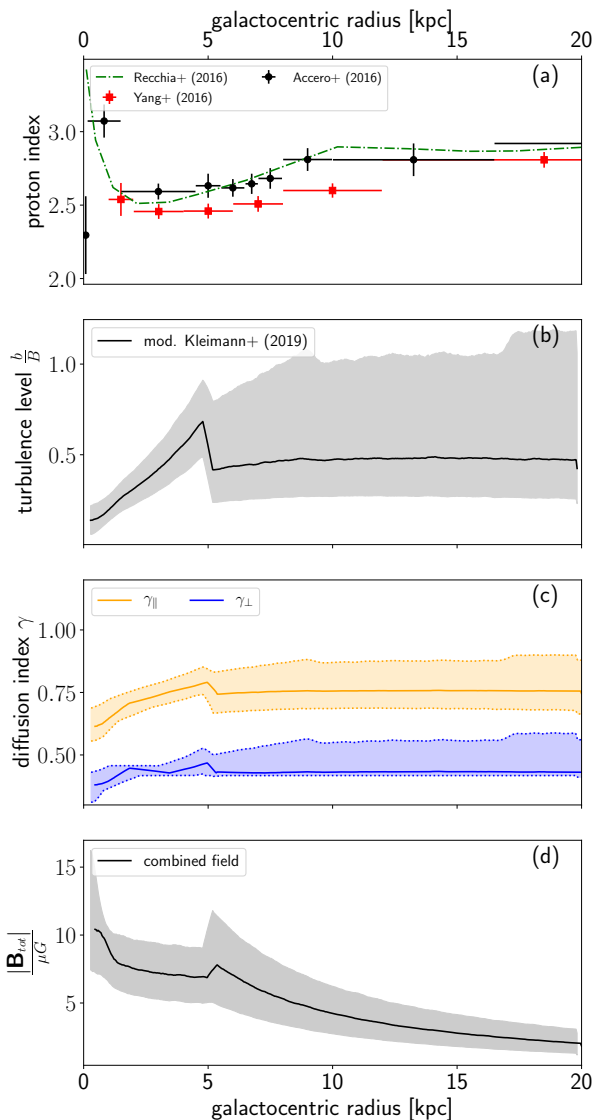 galactocentric radius [kpc]
0 5 10 15 20
Recchia+ (2016) Accero+ (2016)
Yang+ (2016)
(a)
proton index
3.0
2.5
2.0
mod. Kleimann+ (2019)
(b)
turbulence level b/B
1.0
0.5
γ∥ γ⊥
(c)
diffusion index γ
1.00
0.75
0.50
combined field
(d)
|B_tot|/μG
15
10
5
0 5 10 15 20
galactocentric radius [kpc]